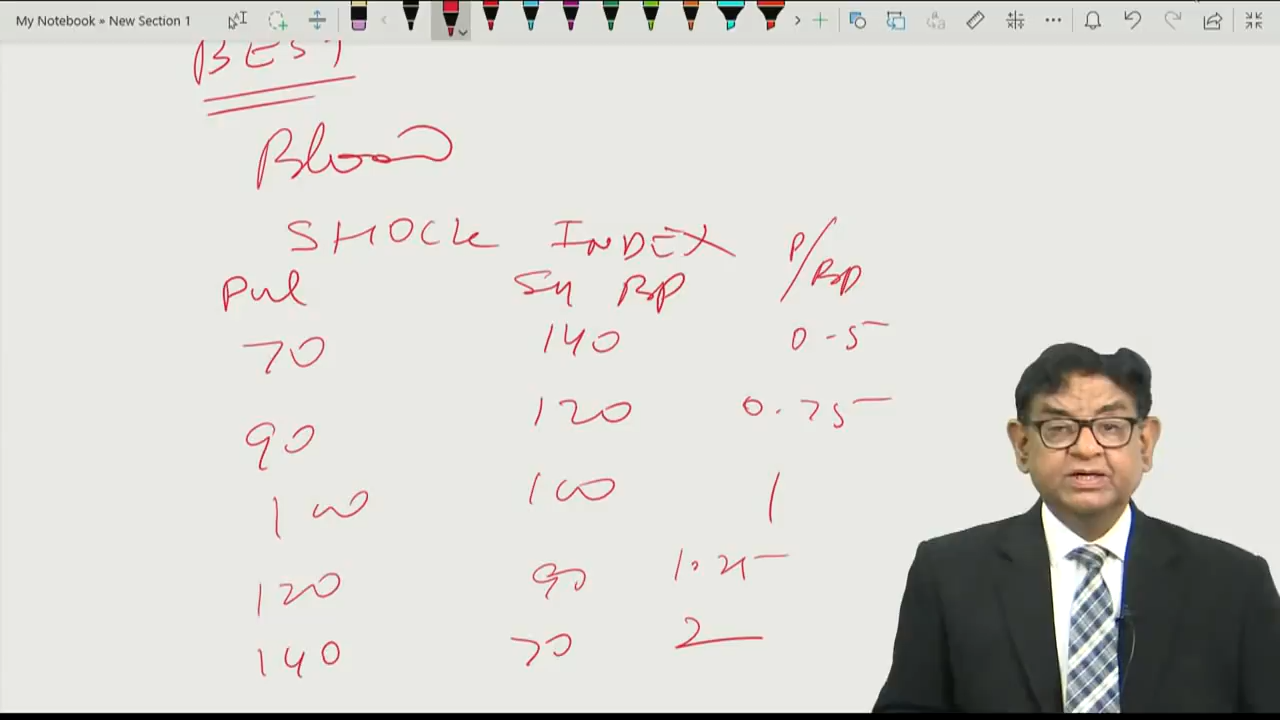 My Notebook » New Section 1
BEST
Blood
SHOCK INDEX P/BP
Pul Sy BP
70 140 0.5
90 120 0.75
100 100 1
120 90 1.25
140 70 2